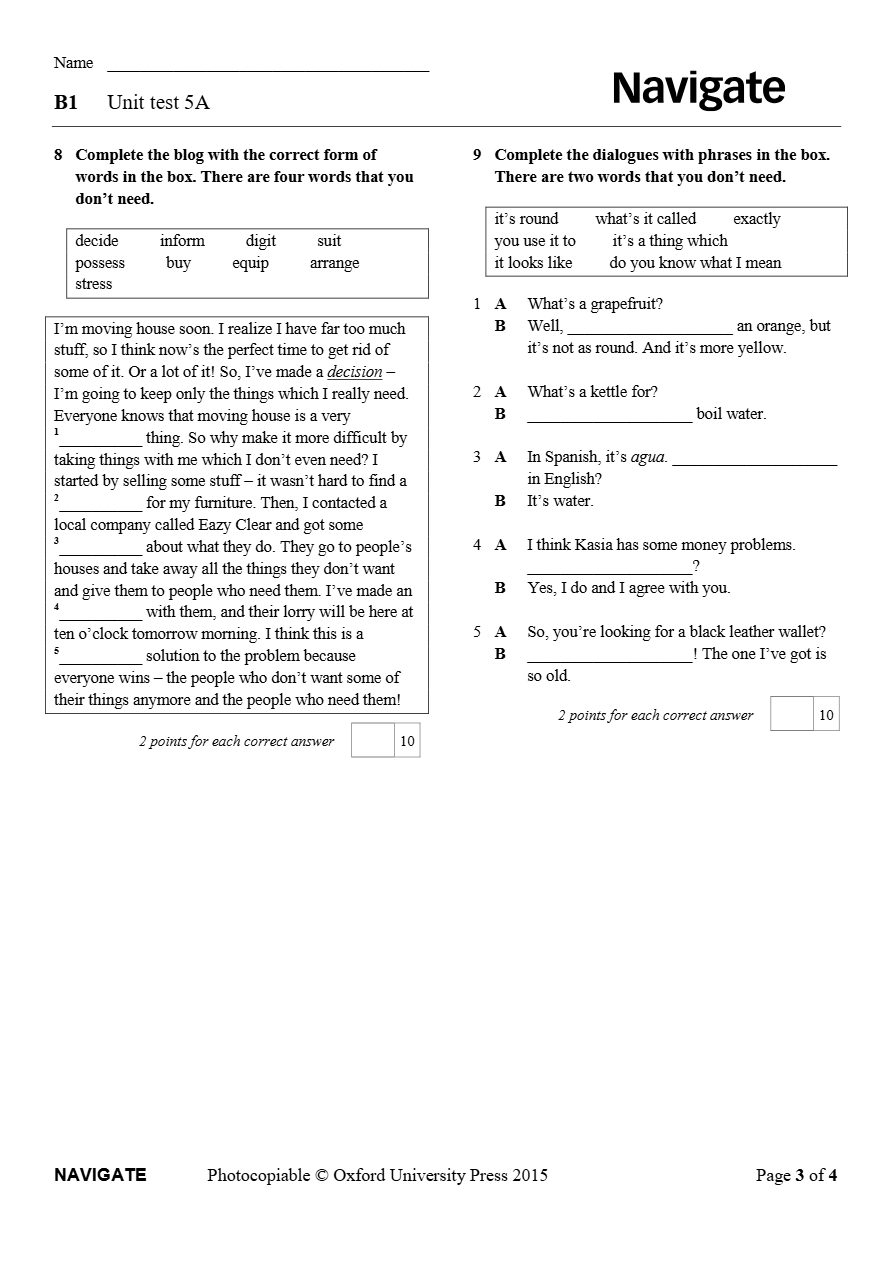 Name ____________________
Navigate
B1 Unit test 5A
8 Complete the blog with the correct form of
words in the box. There are four words that you
don't need.
decide inform digit suit
possess buy equip arrange
stress
I'm moving house soon. I realize I have far too much
stuff, so I think now's the perfect time to get rid of
some of it. Or a lot of it! So, I've made a decision –
I'm going to keep only the things which I really need.
Everyone knows that moving house is a very
1 __________ thing. So why make it more difficult by
taking things with me which I don't even need? I
started by selling some stuff – it wasn't hard to find a
2 __________ for my furniture. Then, I contacted a
local company called Eazy Clear and got some
3 __________ about what they do. They go to people's
houses and take away all the things they don't want
and give them to people who need them. I've made an
4 __________ with them, and their lorry will be here at
ten o'clock tomorrow morning. I think this is a
5 __________ solution to the problem because
everyone wins – the people who don't want some of
their things anymore and the people who need them!
2 points for each correct answer 10
9 Complete the dialogues with phrases in the box.
There are two words that you don't need.
it's round what's it called exactly
you use it to it's a thing which
it looks like do you know what I mean
1 A What's a grapefruit?
B Well, ____________________ an orange, but
it's not as round. And it's more yellow.
2 A What's a kettle for?
B ____________________ boil water.
3 A In Spanish, it's agua. ____________________
in English?
B It's water.
4 A I think Kasia has some money problems.
____________________?
B Yes, I do and I agree with you.
5 A So, you're looking for a black leather wallet?
B ____________________! The one I've got is
so old.
2 points for each correct answer 10
NAVIGATE Photocopiable © Oxford University Press 2015 Page 3 of 4